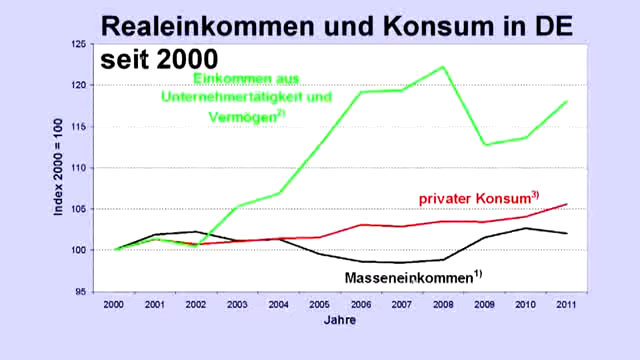 Realeinkommen und Konsum in DE
seit 2000
Einkommen aus
Unternehmertätigkeit und
Vermögen²⁾
privater Konsum³⁾
Masseneinkommen¹⁾
Index 2000 = 100
125
120
115
110
105
100
95
2000 2001 2002 2003 2004 2005 2006 2007 2008 2009 2010 2011
Jahre